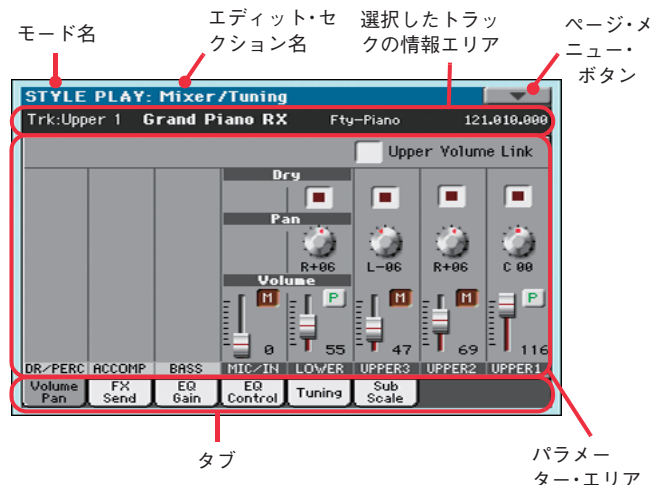 モード名
エディット・セ
クション名
選択したトラッ
クの情報エリア
ページ・メ
ニュー・
ボタン
STYLE PLAY: Mixer/Tuning
Trk:Upper 1 Grand Piano RX Fty-Piano 121.010.000
Upper Volume Link
Dry
Pan
R+06 L-06 R+06 C 00
Volume
M P M M P
0 55 47 69 116
DR/PERC ACCOMP BASS MIC/IN LOWER UPPER3 UPPER2 UPPER1
Volume Pan FX Send EQ Gain EQ Control Tuning Sub Scale
タブ
パラメー
ター・エリア